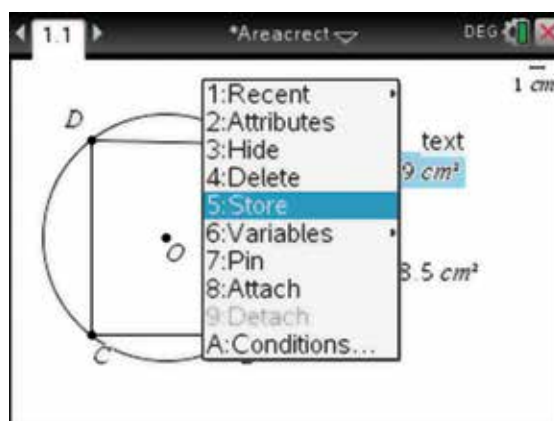 1.1 *Areacrect DEG
1 cm
D
1:Recent
2:Attributes
3:Hide
4:Delete
5:Store
6:Variables
7:Pin
8:Attach
9:Detach
A:Conditions...
text
9 cm²
O
8.5 cm²
C